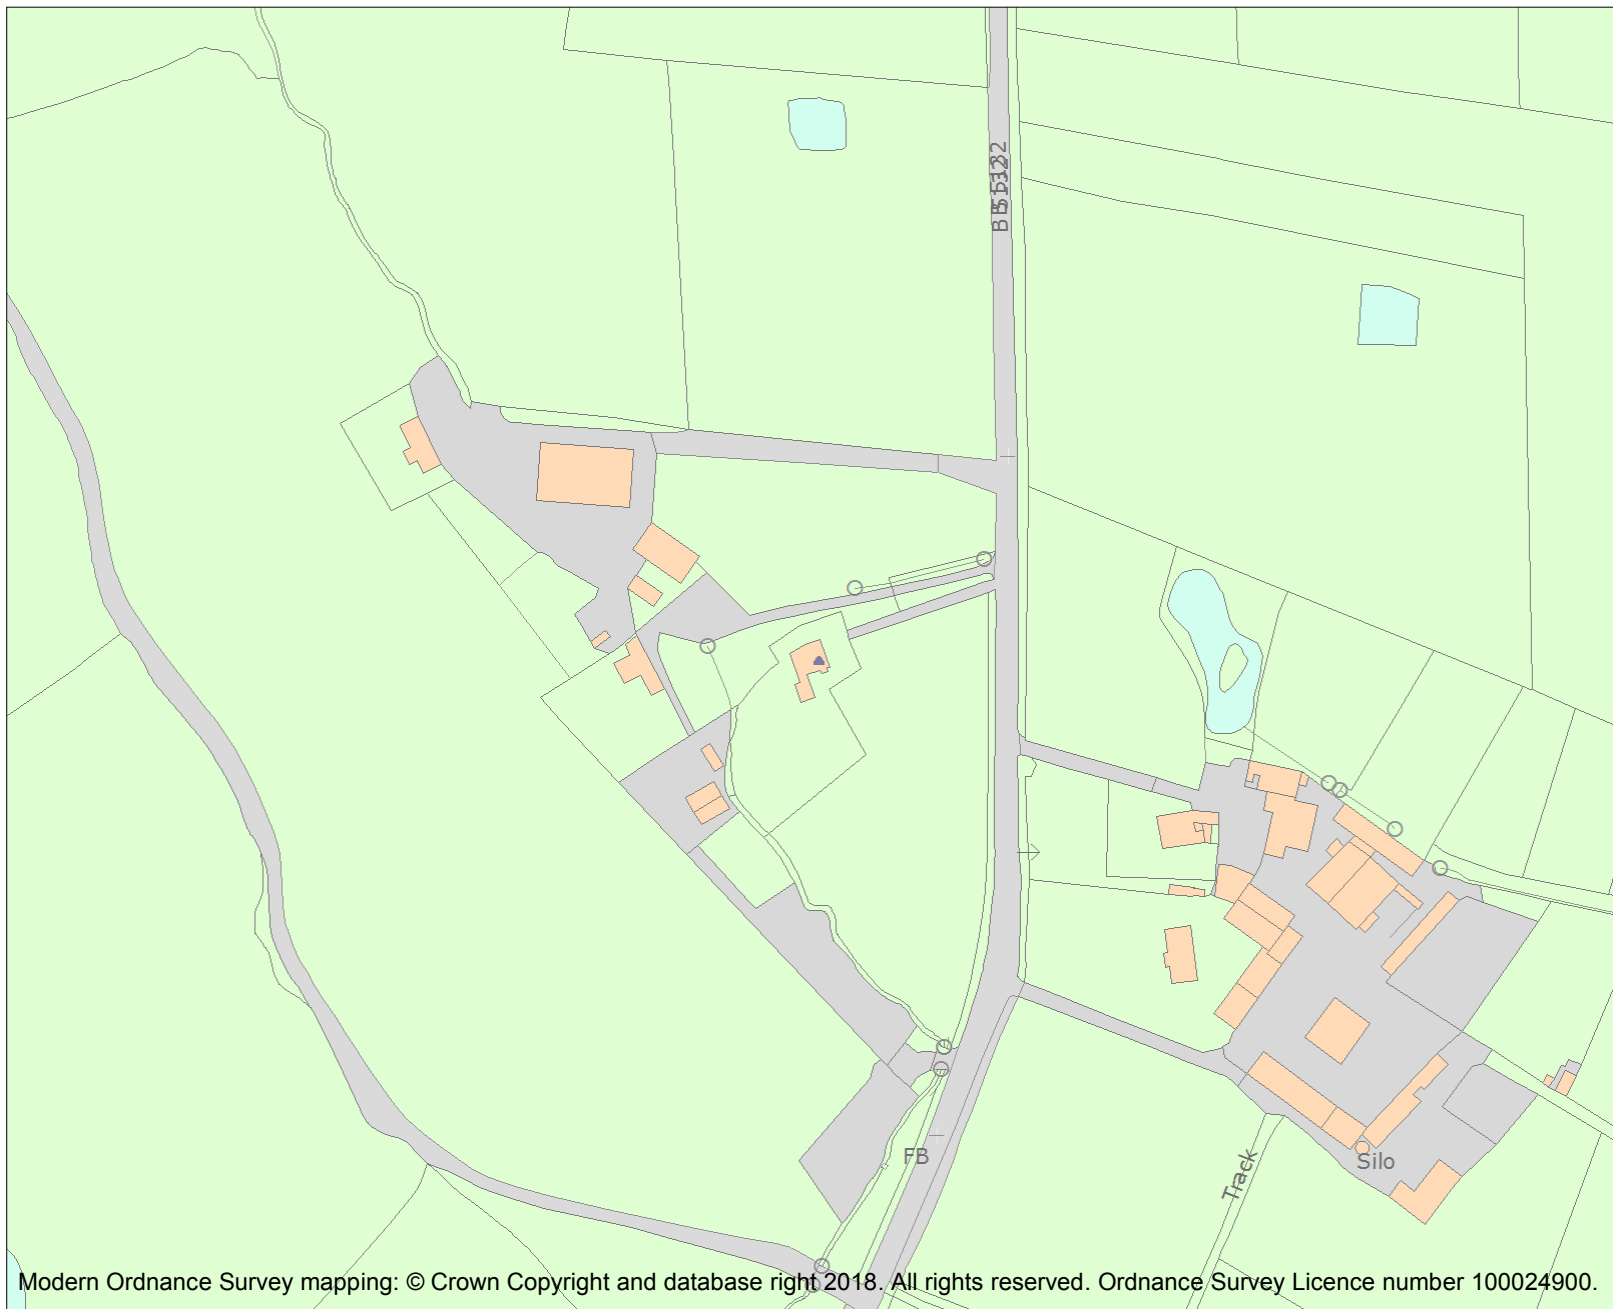 B 5132
FB
Track
Silo
Modern Ordnance Survey mapping: © Crown Copyright and database right 2018. All rights reserved. Ordnance Survey Licence number 100024900.